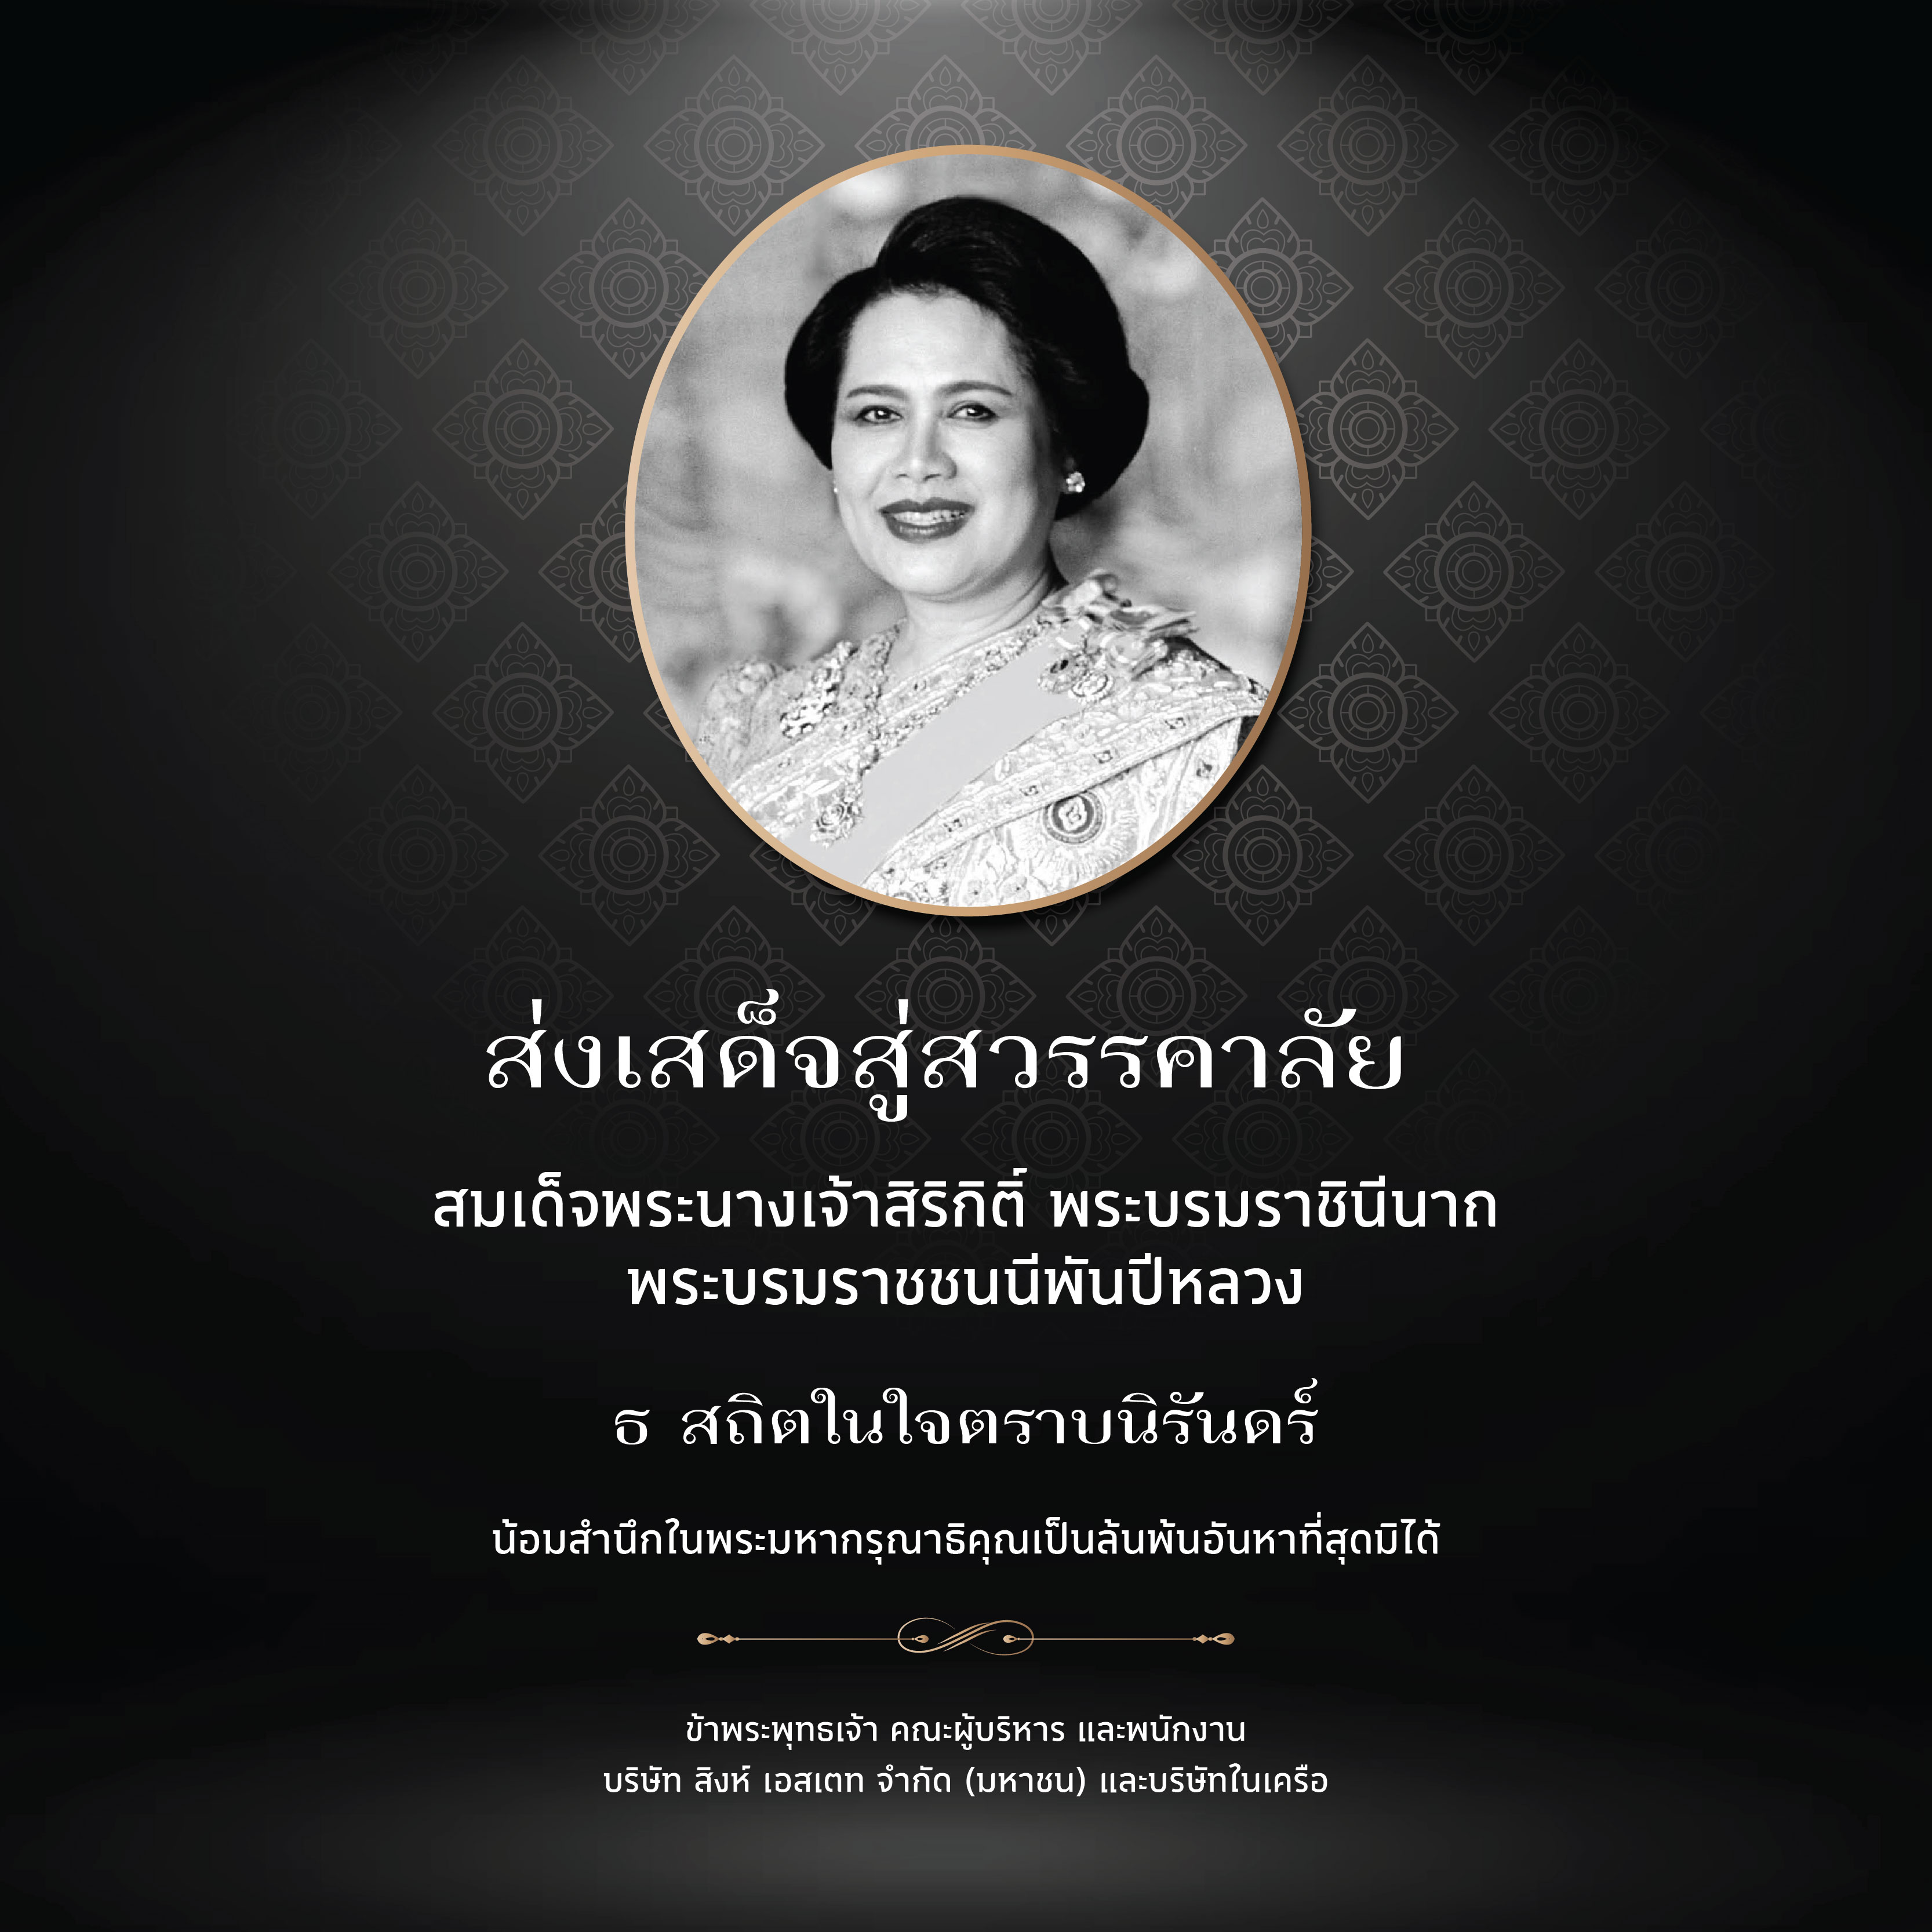 ส่งเสด็จสู่สวรรคาลัย
สมเด็จพระนางเจ้าสิริกิติ์ พระบรมราชินีนาถ
พระบรมราชชนนีพันปีหลวง
ธ สถิตในใจตราบนิรันดร์
น้อมสำนึกในพระมหากรุณาธิคุณเป็นล้นพ้นอันหาที่สุดมิได้
ข้าพระพุทธเจ้า คณะผู้บริหาร และพนักงาน
บริษัท สิงห์ เอสเตท จำกัด (มหาชน) และบริษัทในเครือ